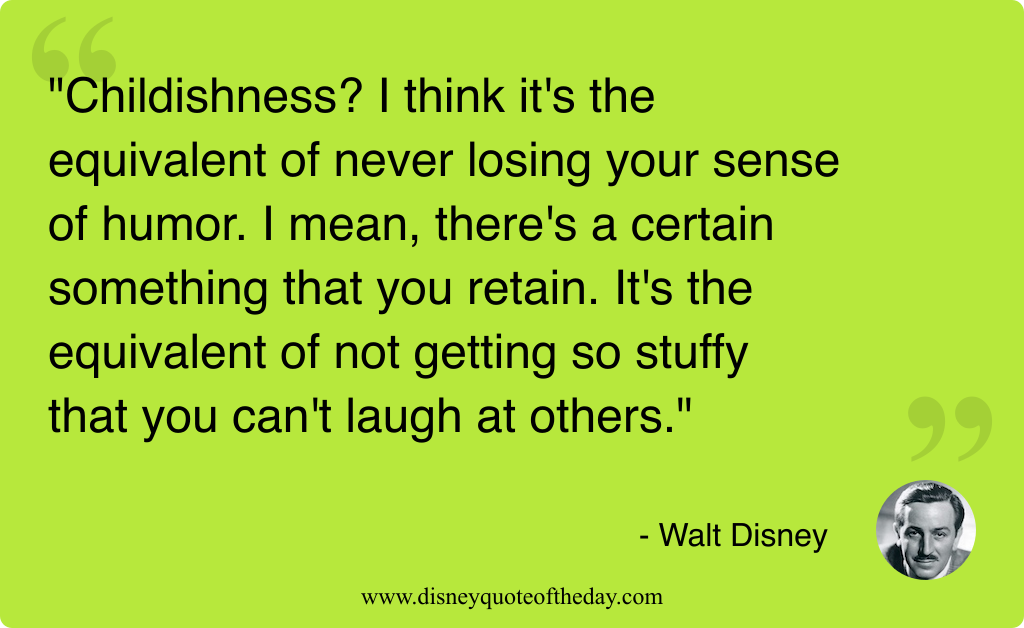 "Childishness? I think it's the
equivalent of never losing your sense
of humor. I mean, there's a certain
something that you retain. It's the
equivalent of not getting so stuffy
that you can't laugh at others."
- Walt Disney
www.disneyquoteoftheday.com